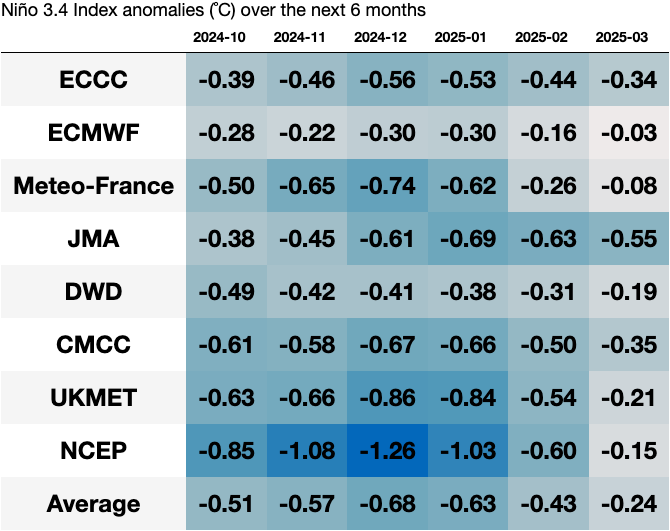 Niño 3.4 Index anomalies (°C) over the next 6 months
2024-10 2024-11 2024-12 2025-01 2025-02 2025-03
ECCC -0.39 -0.46 -0.56 -0.53 -0.44 -0.34
ECMWF -0.28 -0.22 -0.30 -0.30 -0.16 -0.03
Meteo-France -0.50 -0.65 -0.74 -0.62 -0.26 -0.08
JMA -0.38 -0.45 -0.61 -0.69 -0.63 -0.55
DWD -0.49 -0.42 -0.41 -0.38 -0.31 -0.19
CMCC -0.61 -0.58 -0.67 -0.66 -0.50 -0.35
UKMET -0.63 -0.66 -0.86 -0.84 -0.54 -0.21
NCEP -0.85 -1.08 -1.26 -1.03 -0.60 -0.15
Average -0.51 -0.57 -0.68 -0.63 -0.43 -0.24